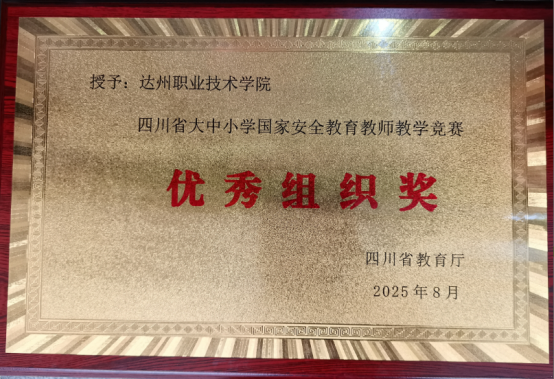 授予：达州职业技术学院
四川省大中小学国家安全教育教师教学竞赛
优秀组织奖
四川省教育厅
2025年8月